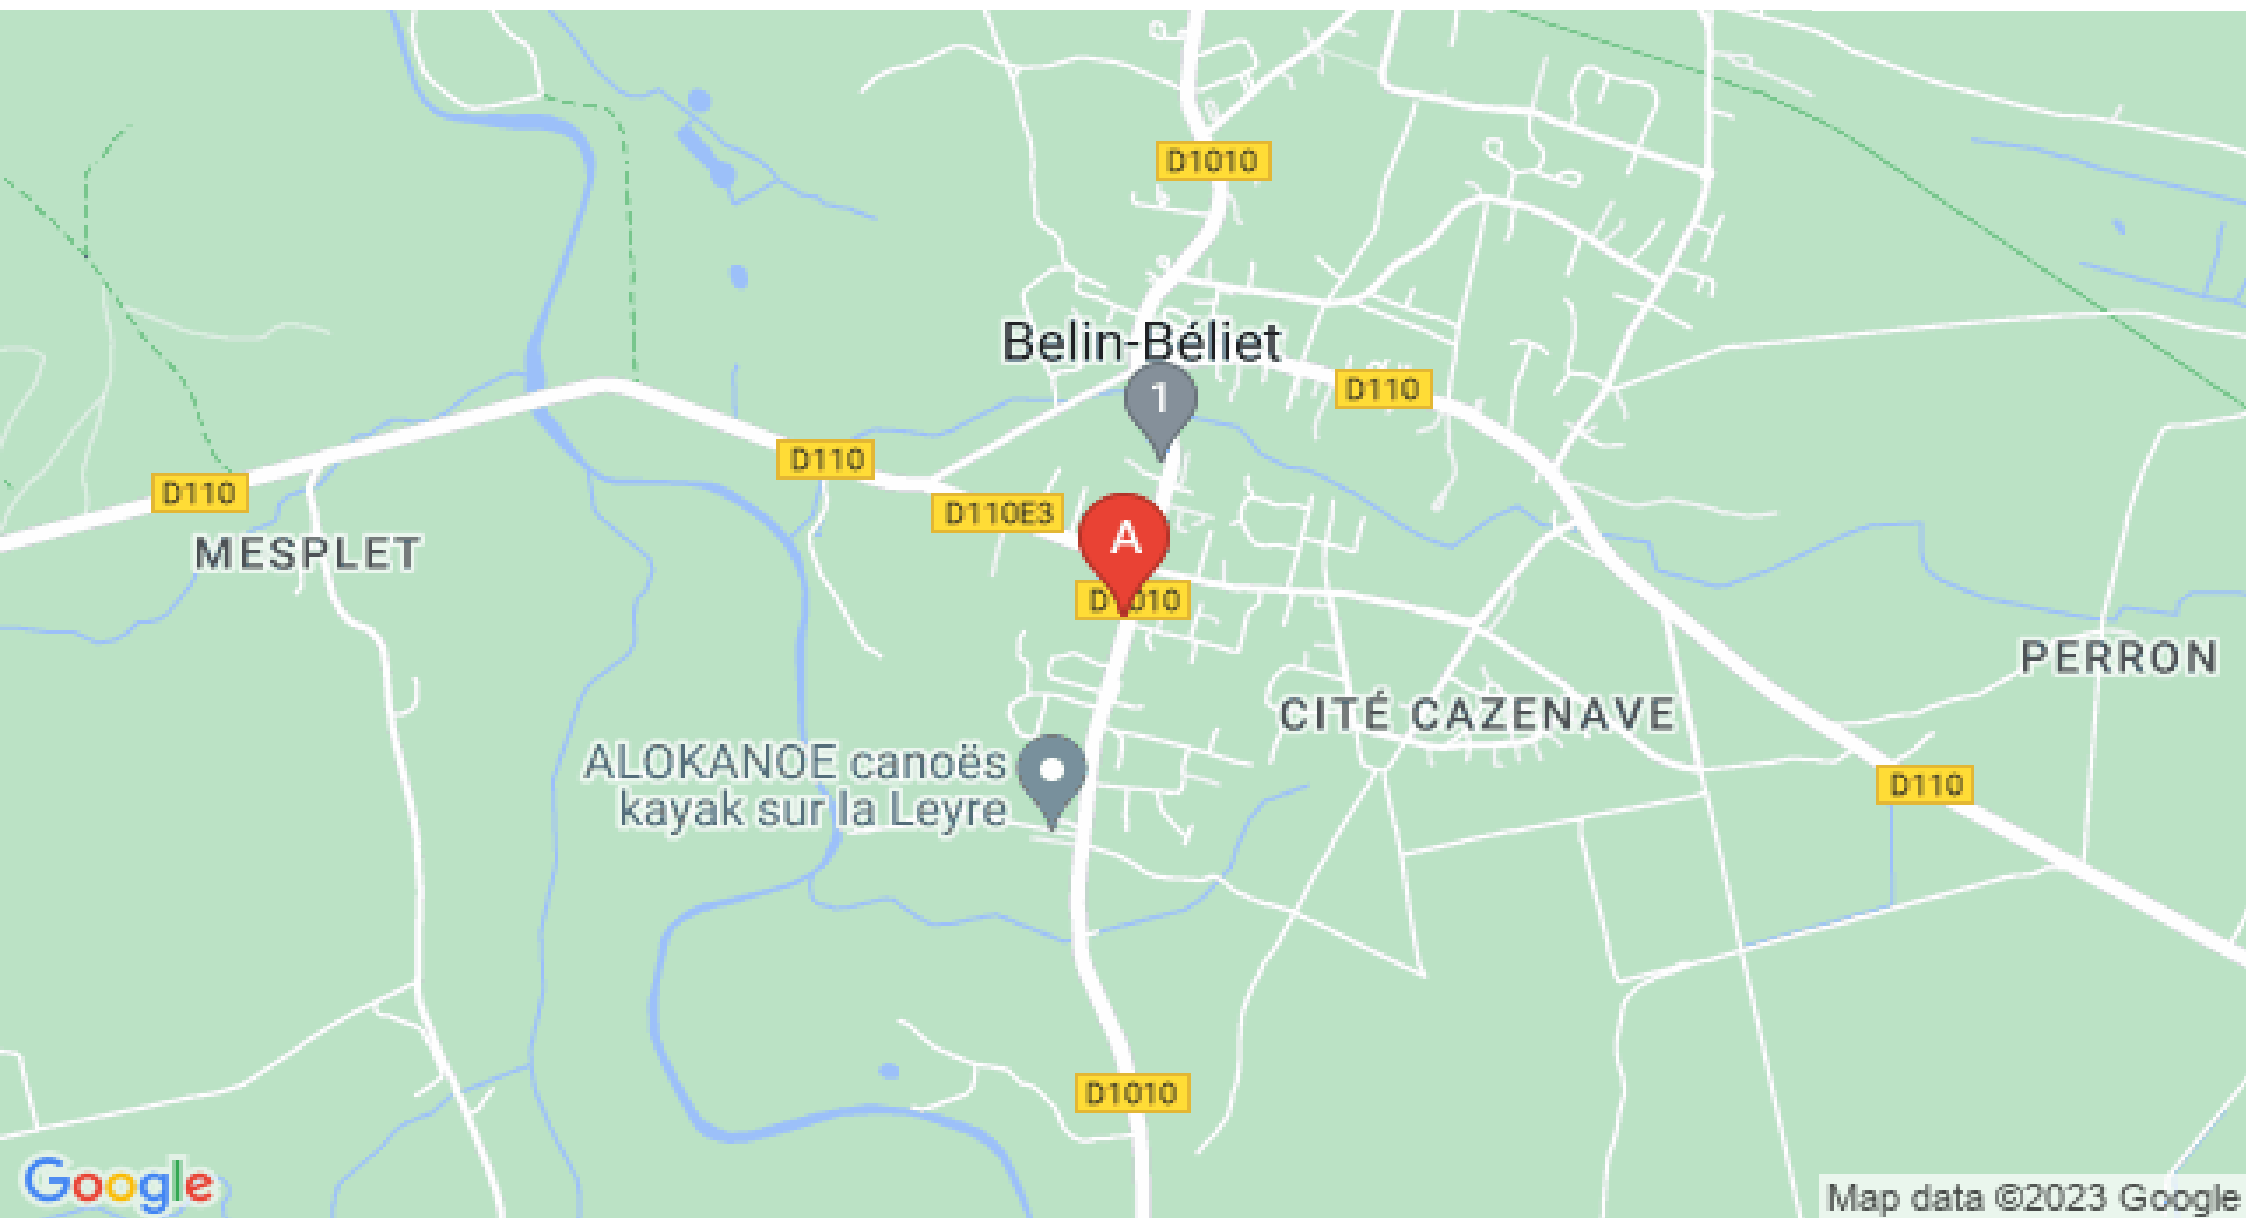 D1010
Belin-Béliet
1
D110
D110
D110
D110E3
A
MESPLET
D1010
PERRON
CITÉ CAZENAVE
ALOKANOE canoës
kayak sur la Leyre
D110
D1010
Google
Map data ©2023 Google